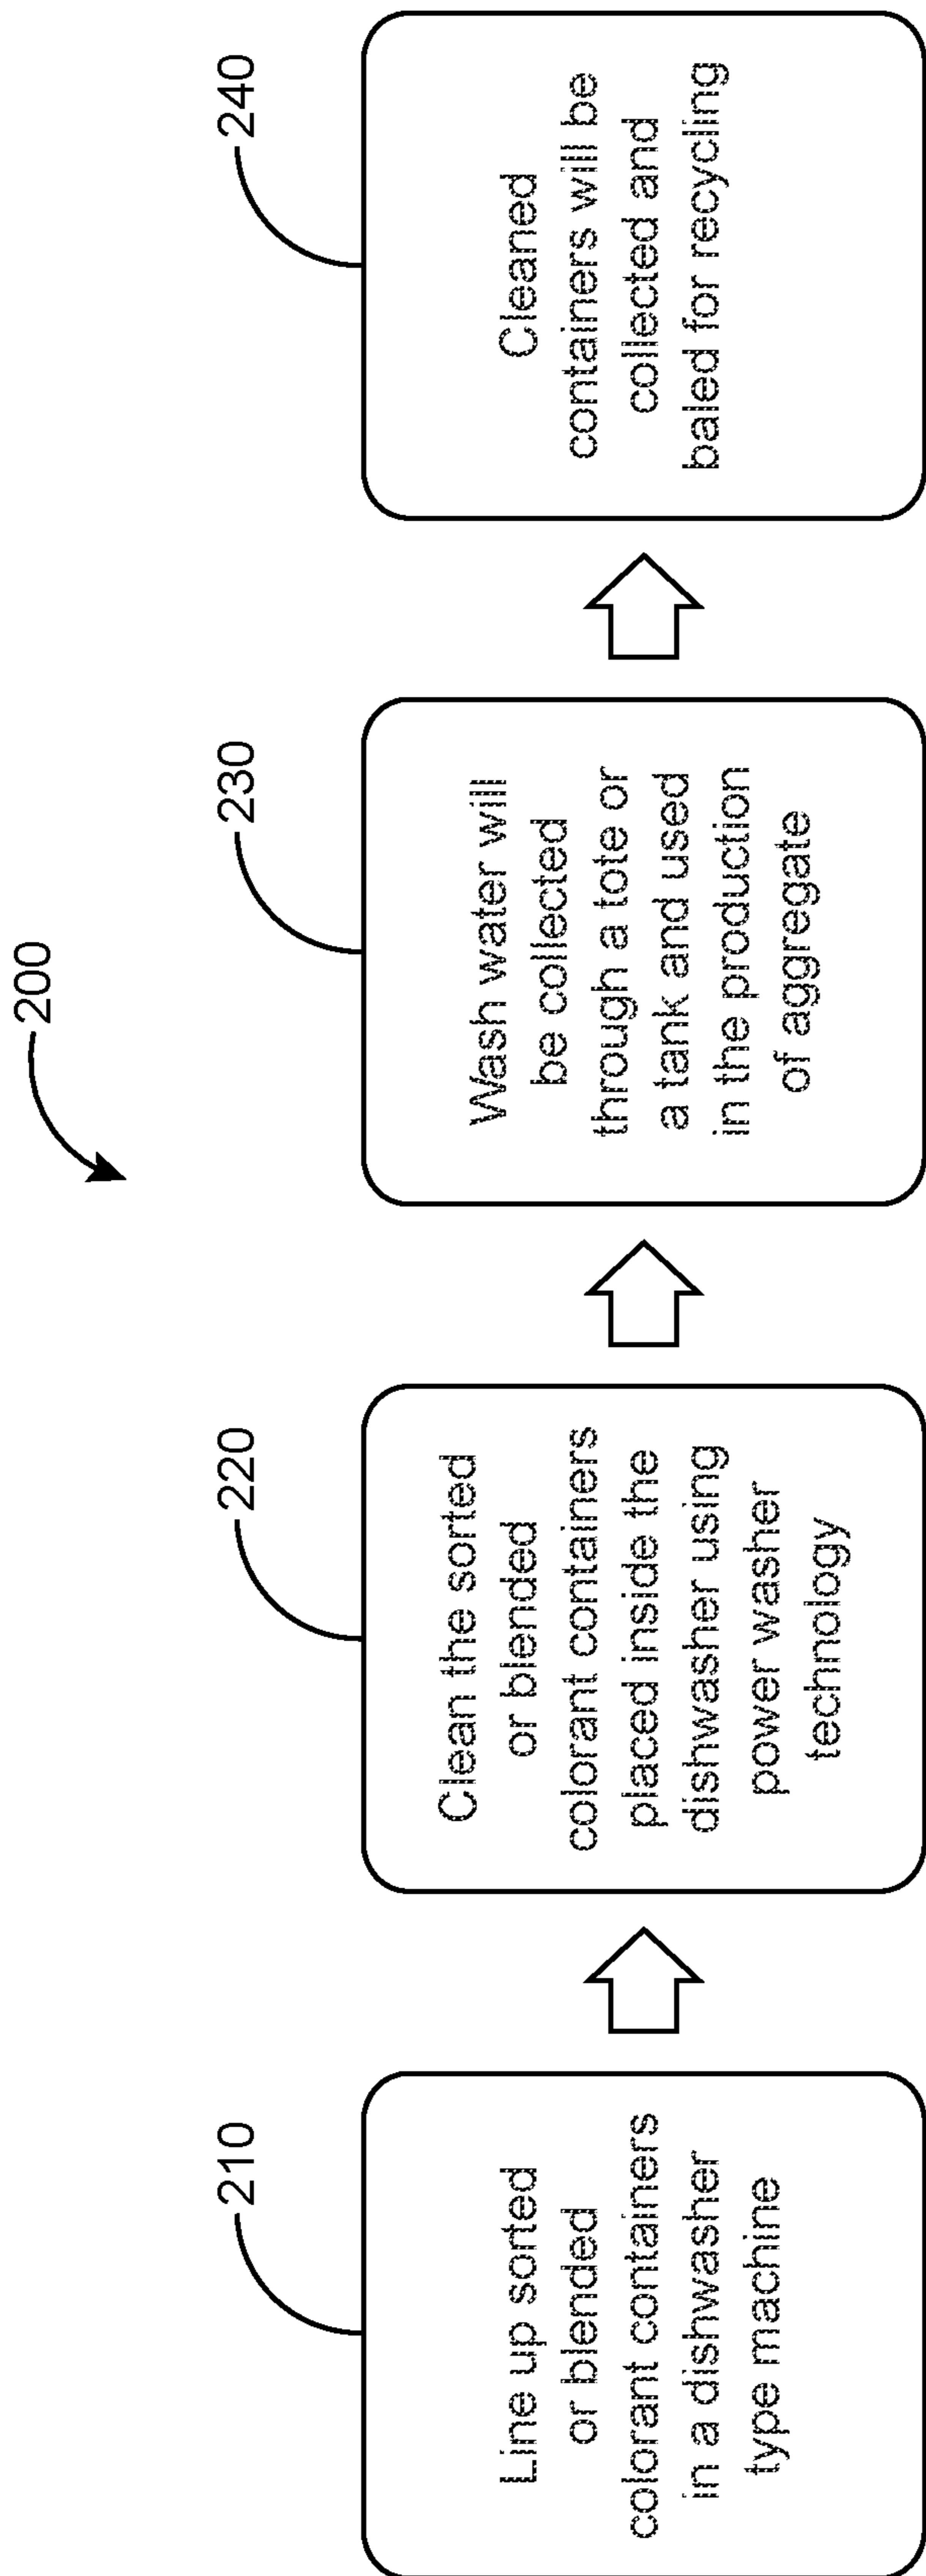 200
210
Line up sorted
or blended
colorant containers
in a dishwasher
type machine
220
Clean the sorted
or blended
colorant containers
placed inside the
dishwasher using
power washer
technology
230
Wash water will
be collected
through a tote or
a tank and used
in the production
of aggregate
240
Cleaned
containers will be
collected and
baled for recycling